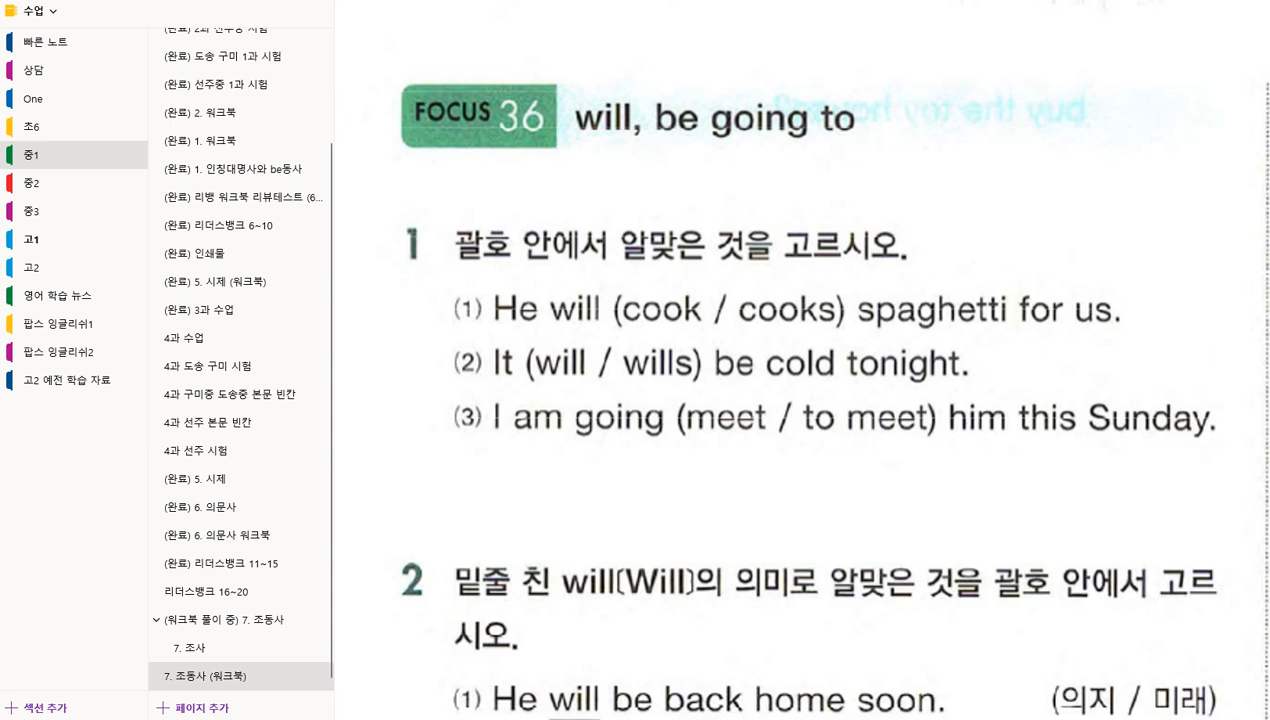 수업
빠른 노트
상담
One
초6
중1
중2
중3
고1
고2
영어 학습 뉴스
팝스 잉글리쉬1
팝스 잉글리쉬2
고2 예전 학습 자료
섹션 추가
(완료) 도송 구미 1과 시험
(완료) 선주중 1과 시험
(완료) 2. 워크북
(완료) 1. 워크북
(완료) 1. 인칭대명사와 be동사
(완료) 리뱅 워크북 리뷰테스트 (6...
(완료) 리더스뱅크 6~10
(완료) 인쇄물
(완료) 5. 시제 (워크북)
(완료) 3과 수업
4과 수업
4과 도송 구미 시험
4과 구미중 도송중 본문 빈칸
4과 선주 본문 빈칸
4과 선주 시험
(완료) 5. 시제
(완료) 6. 의문사
(완료) 6. 의문사 워크북
(완료) 리더스뱅크 11~15
리더스뱅크 16~20
(워크북 풀이 중) 7. 조동사
7. 조사
7. 조동사 (워크북)
페이지 추가
FOCUS 36 will, be going to
1 괄호 안에서 알맞은 것을 고르시오.
(1) He will (cook / cooks) spaghetti for us.
(2) It (will / wills) be cold tonight.
(3) I am going (meet / to meet) him this Sunday.
2 밑줄 친 will(Will)의 의미로 알맞은 것을 괄호 안에서 고르
시오.
(1) He will be back home soon. (의지 / 미래)